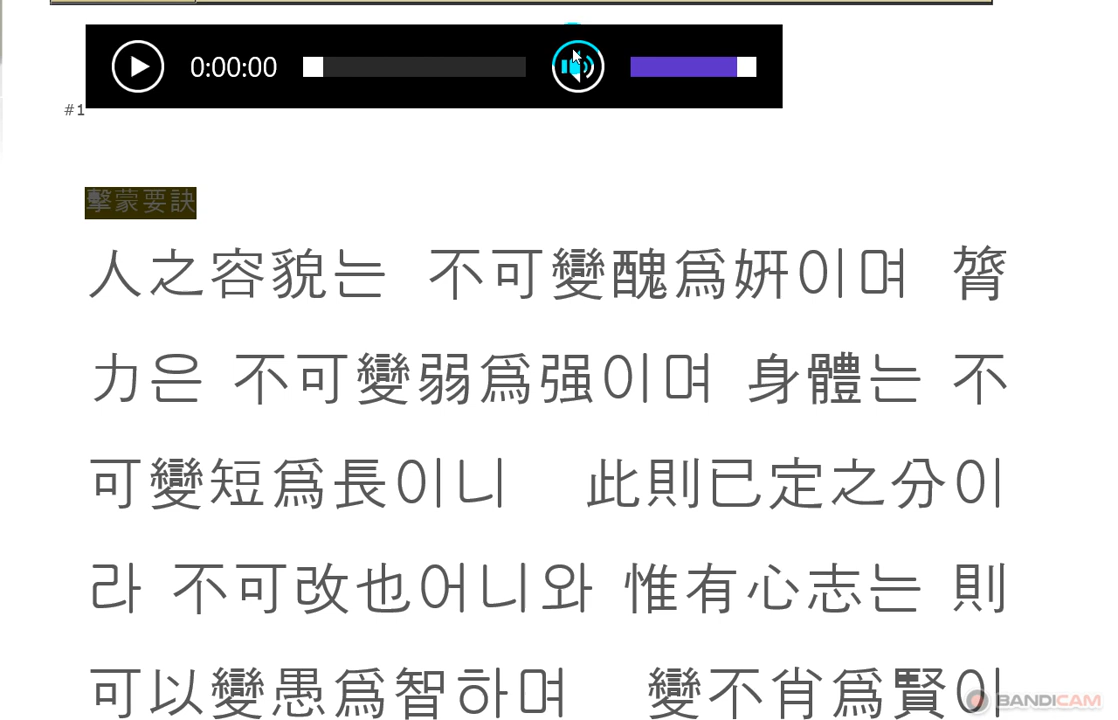 0:00:00
#1
擊蒙要訣
人之容貌는 不可變醜爲姸이며 膂
力은 不可變弱爲强이며 身體는 不
可變短爲長이니 此則已定之分이
라 不可改也어니와 惟有心志는 則
可以變愚爲智하며 變不肖爲賢이
BANDICAM